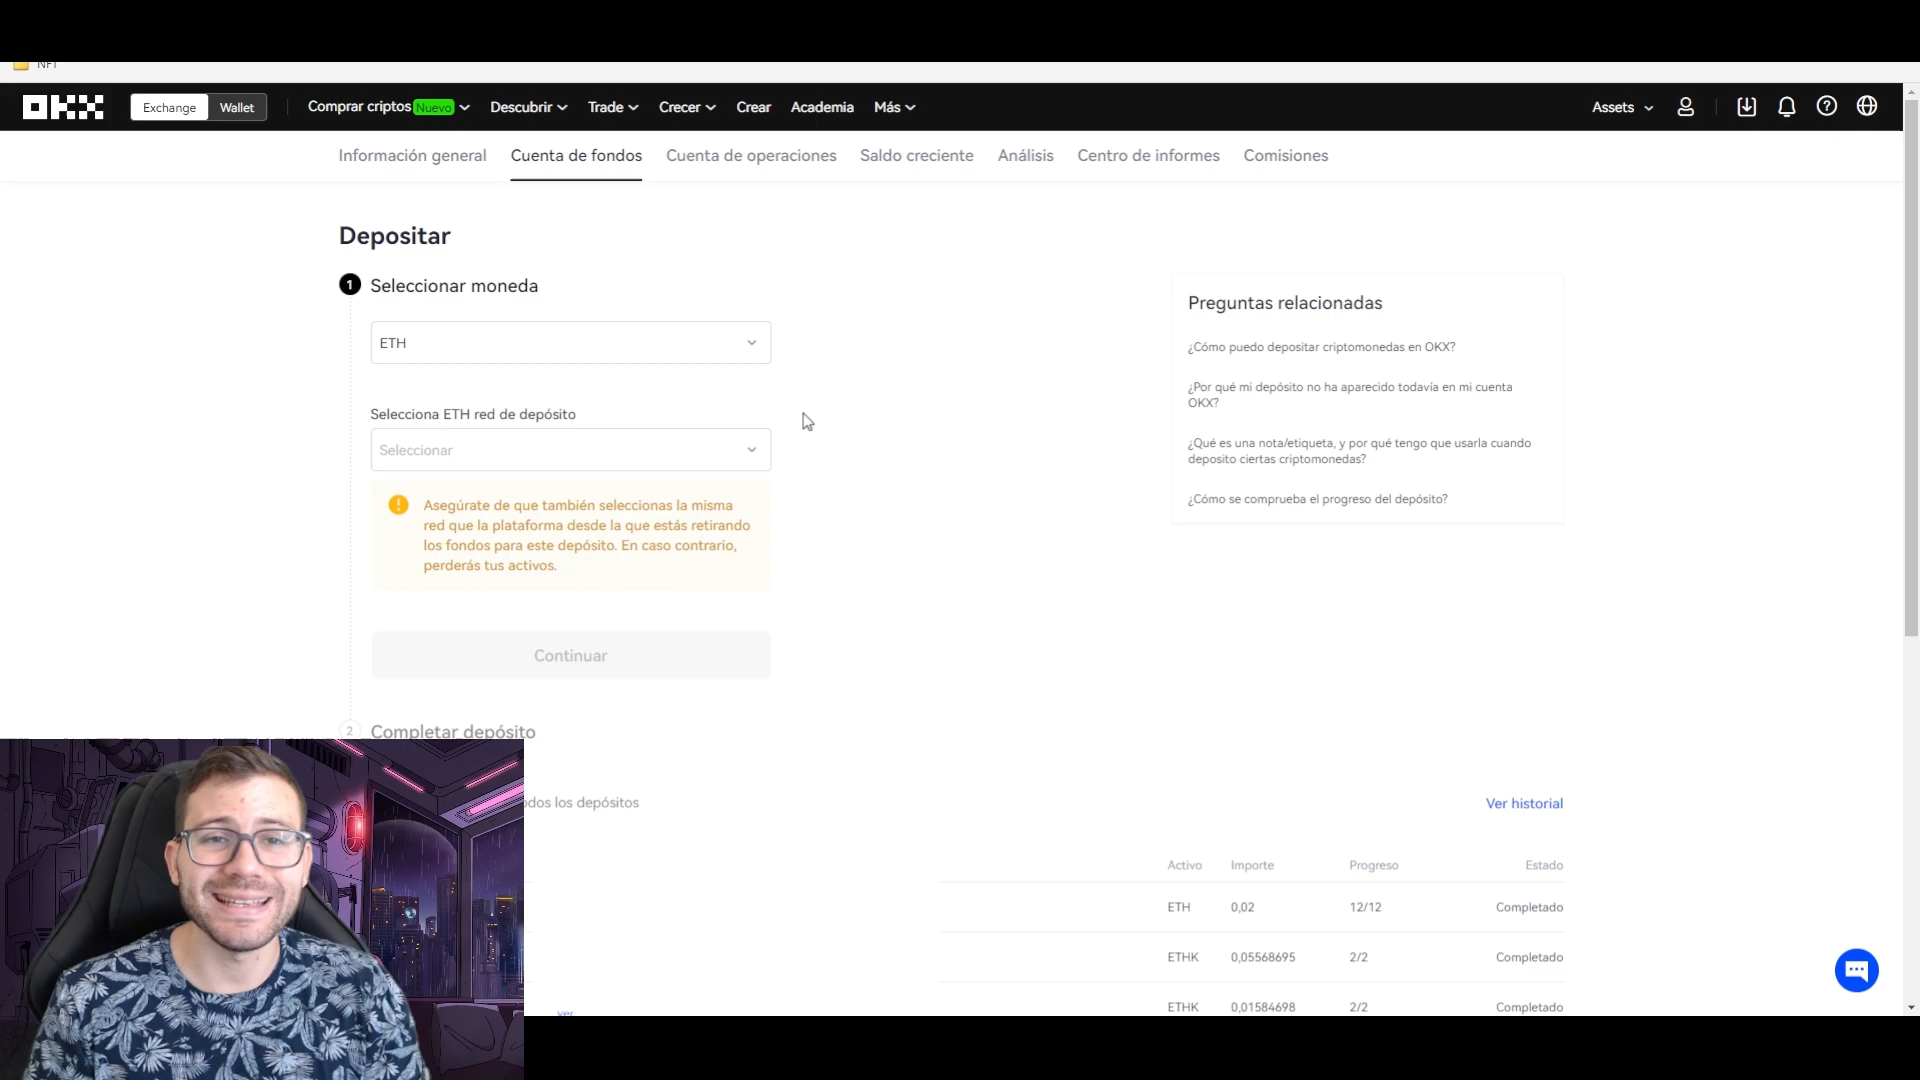 NFT
OKX
Exchange Wallet Comprar criptos Nuevo Descubrir Trade Crecer Crear Academia Más Assets
Información general Cuenta de fondos Cuenta de operaciones Saldo creciente Análisis Centro de informes Comisiones
Depositar
1 Seleccionar moneda
ETH
Selecciona ETH red de depósito
Seleccionar
Asegúrate de que también seleccionas la misma
red que la plataforma desde la que estás retirando
los fondos para este depósito. En caso contrario,
perderás tus activos.
Continuar
2 Completar depósito
Preguntas relacionadas
¿Cómo puedo depositar criptomonedas en OKX?
¿Por qué mi depósito no ha aparecido todavía en mi cuenta
OKX?
¿Qué es una nota/etiqueta, y por qué tengo que usarla cuando
deposito ciertas criptomonedas?
¿Cómo se comprueba el progreso del depósito?
los depósitos
Ver historial
Activo Importe Progreso Estado
ETH 0,02 12/12 Completado
ETHK 0,05568695 2/2 Completado
ETHK 0,01584698 2/2 Completado